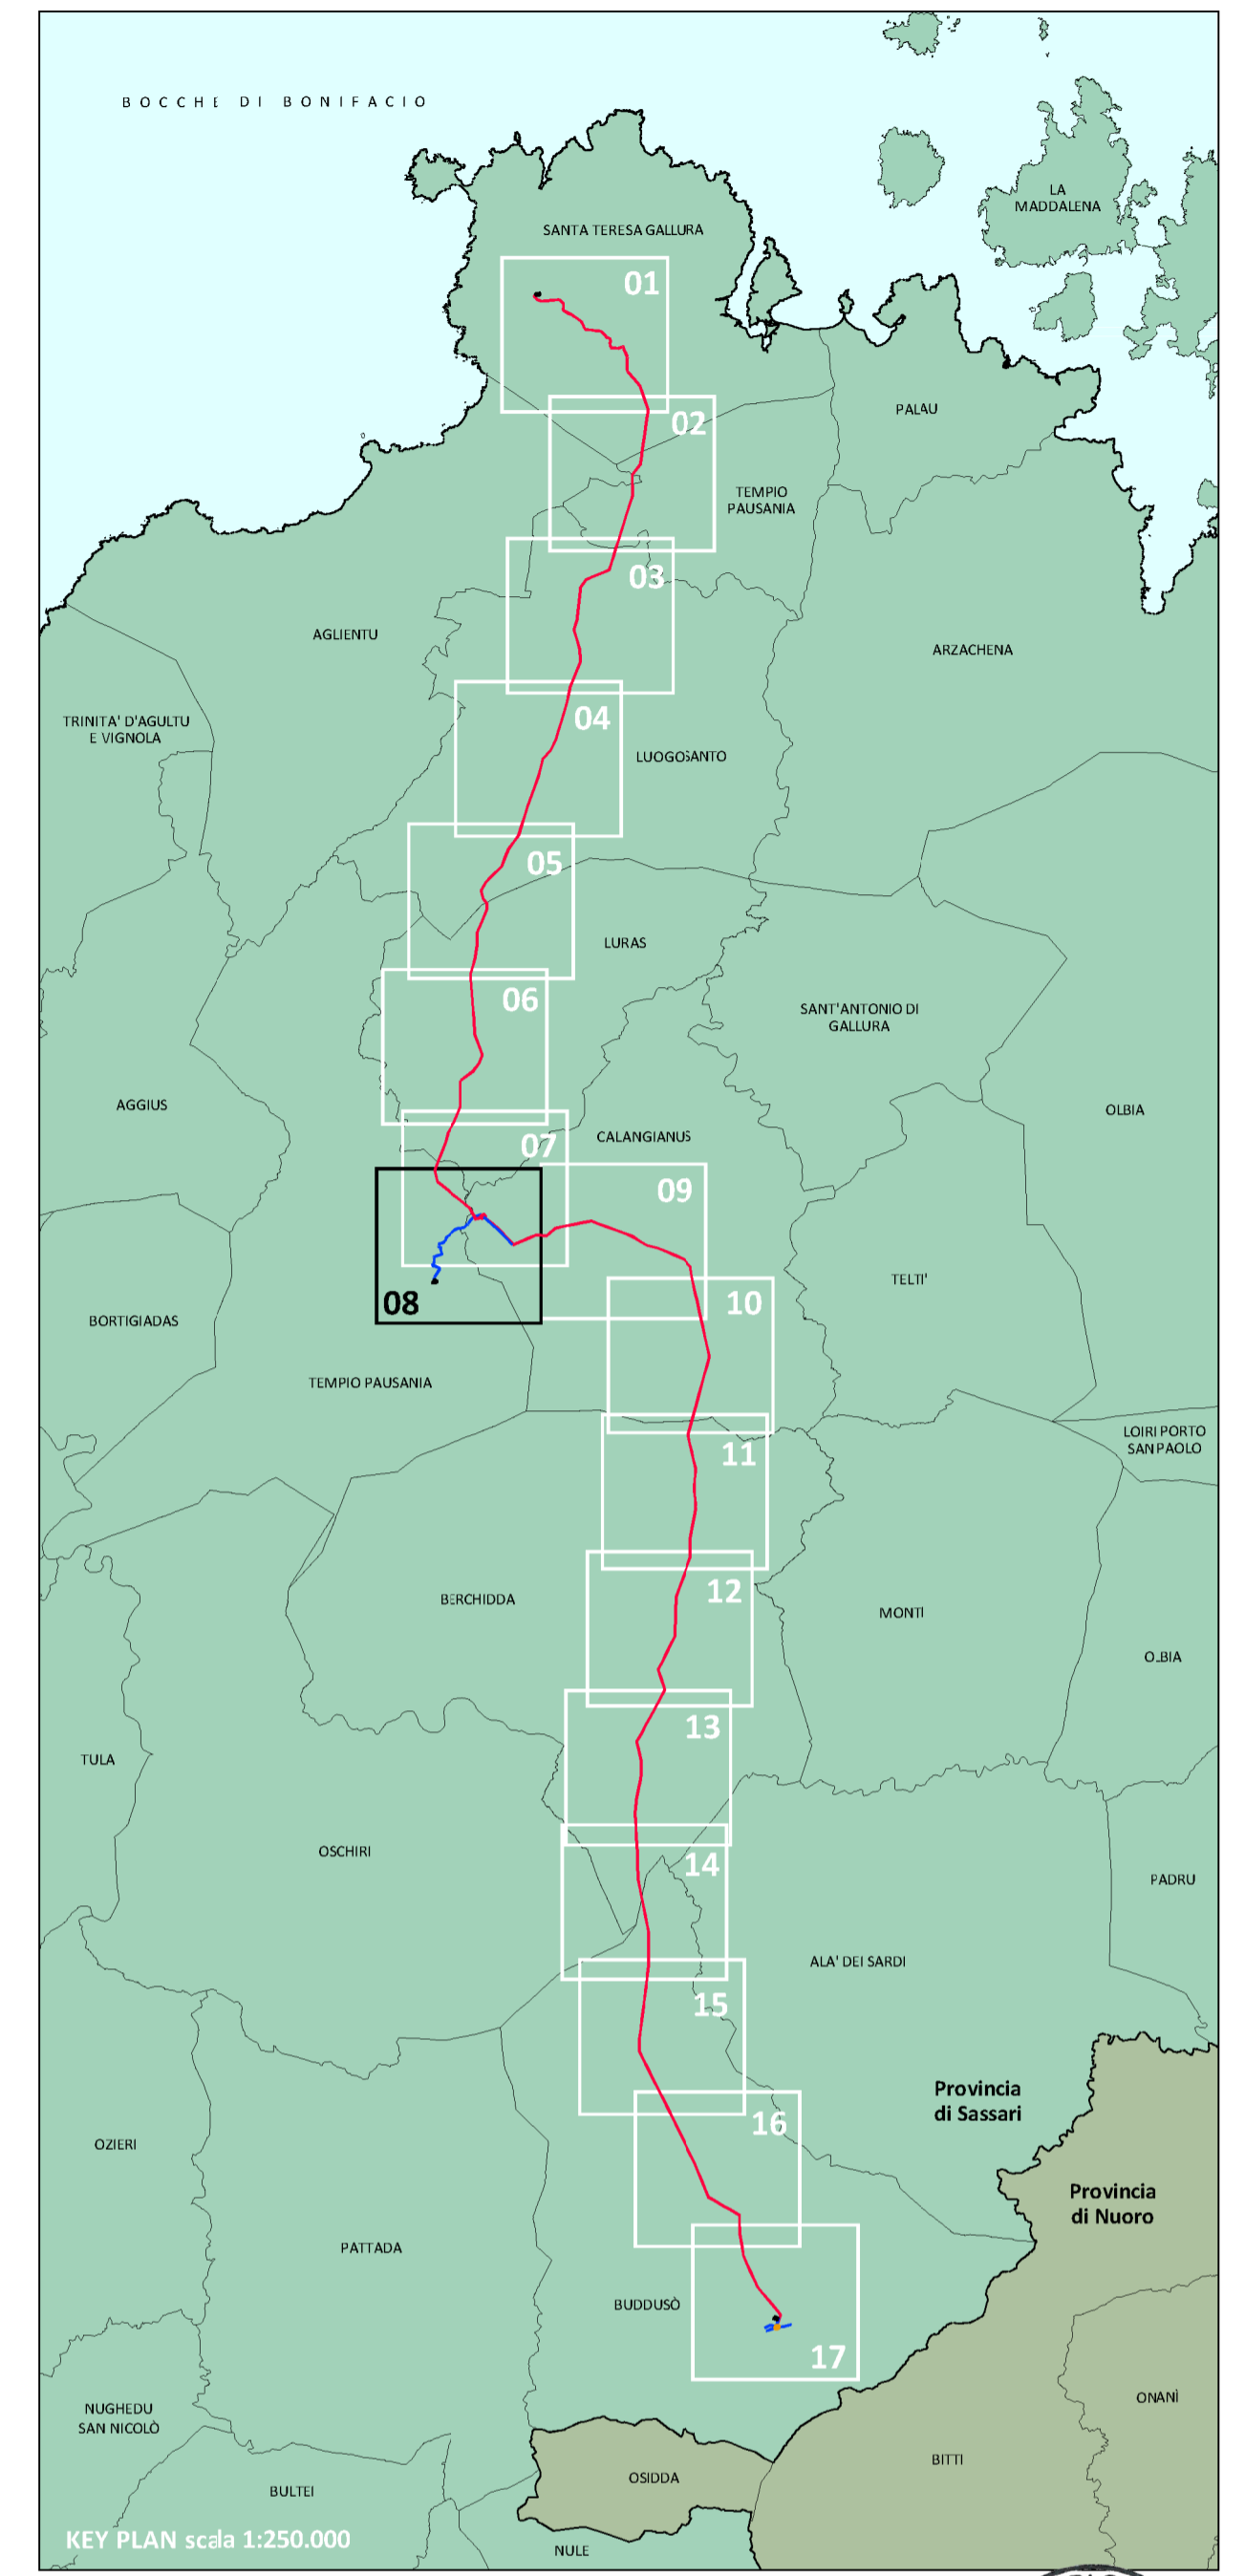 BOCCHE DI BONIFACIO
LA
MADDALENA
SANTA TERESA GALLURA
01
PALAU
02
TEMPIO
PAUSANIA
03
AGLIENTU
ARZACHENA
04
TRINITA' D'AGULTU
E VIGNOLA
LUOGOSANTO
05
LURAS
06
SANT'ANTONIO DI
GALLURA
AGGIUS
OLBIA
CALANGIANUS
07
09
TELTI'
08
10
BORTIGIADAS
TEMPIO PAUSANIA
LOIRI PORTO
SAN PAOLO
11
12
BERCHIDDA
MONTI
OLBIA
13
TULA
OSCHIRI
14
PADRU
ALA' DEI SARDI
15
Provincia
di Sassari
16
OZIERI
Provincia
di Nuoro
PATTADA
BUDDUSÒ
17
ONANÌ
NUGHEDU
SAN NICOLÒ
BITTI
OSIDDA
BULTEI
KEY PLAN scala 1:250.000
NULE